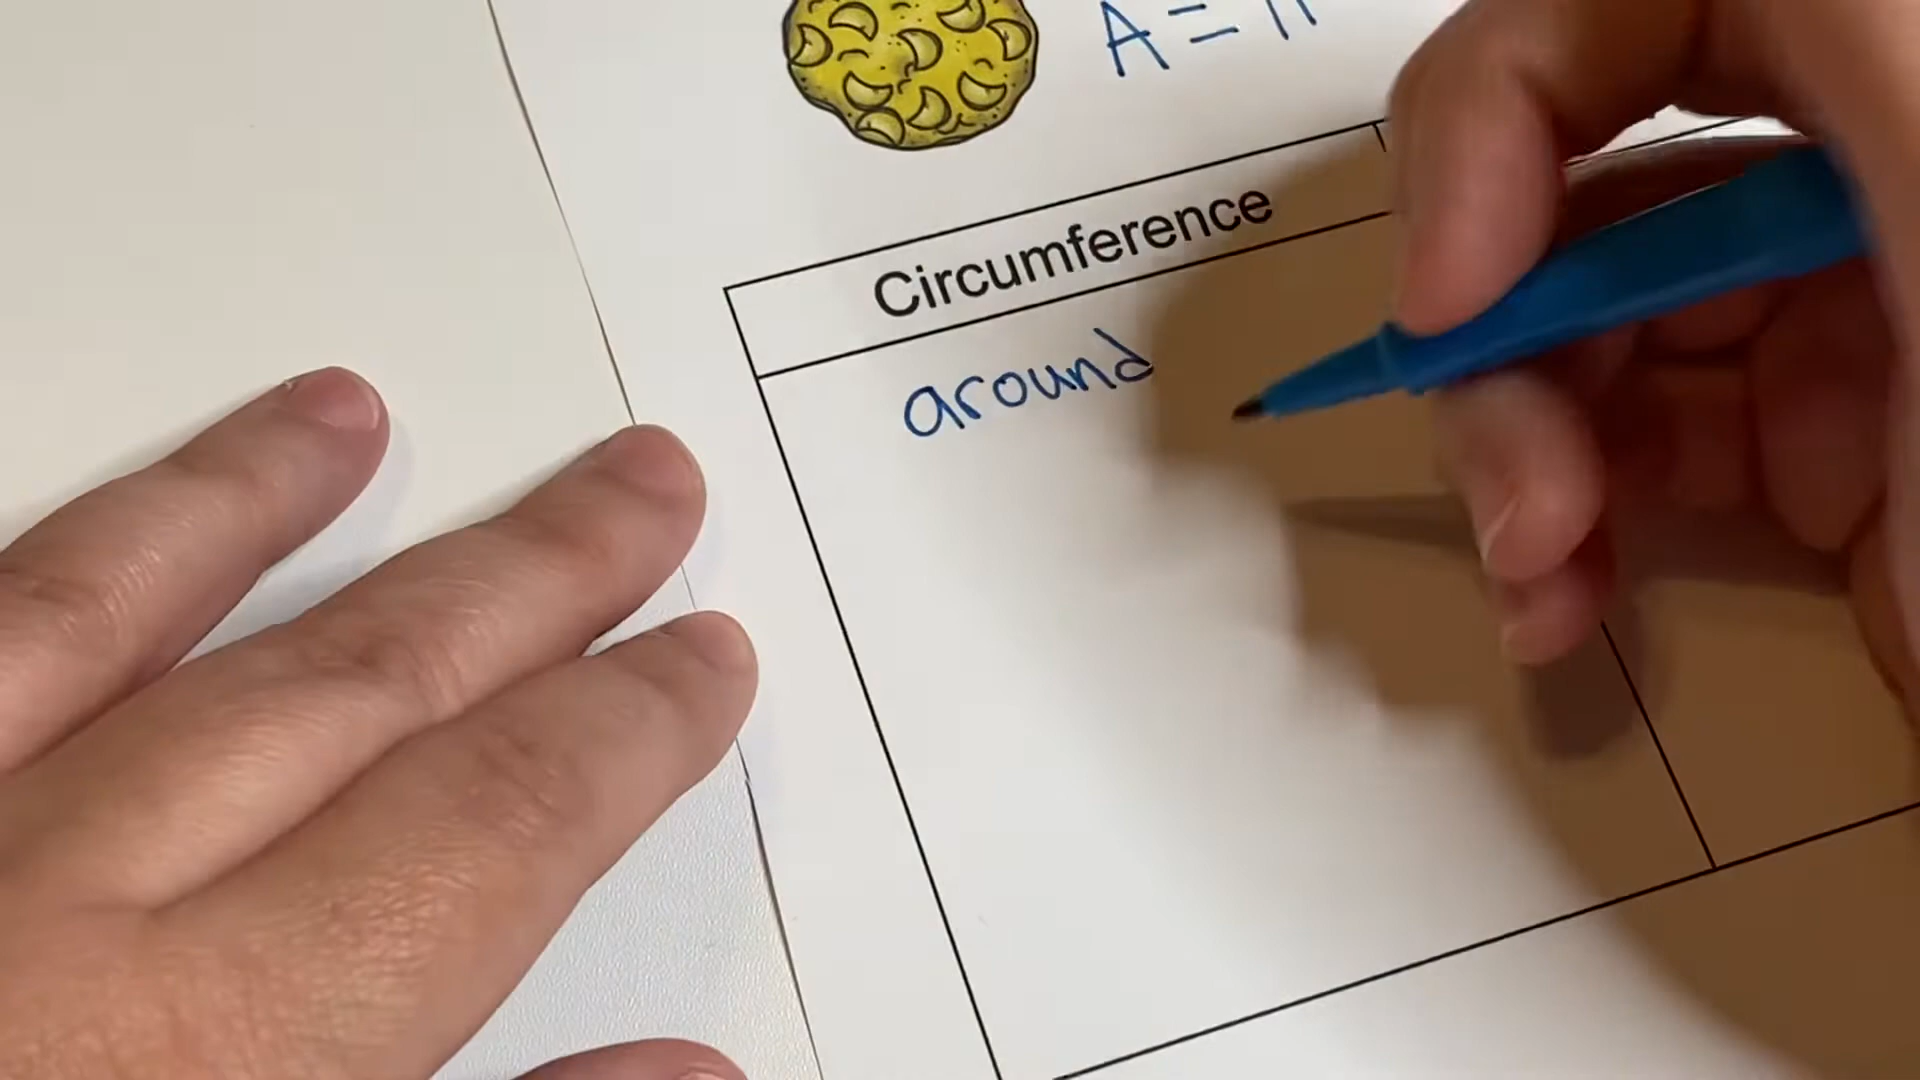 A = π
Circumference
around